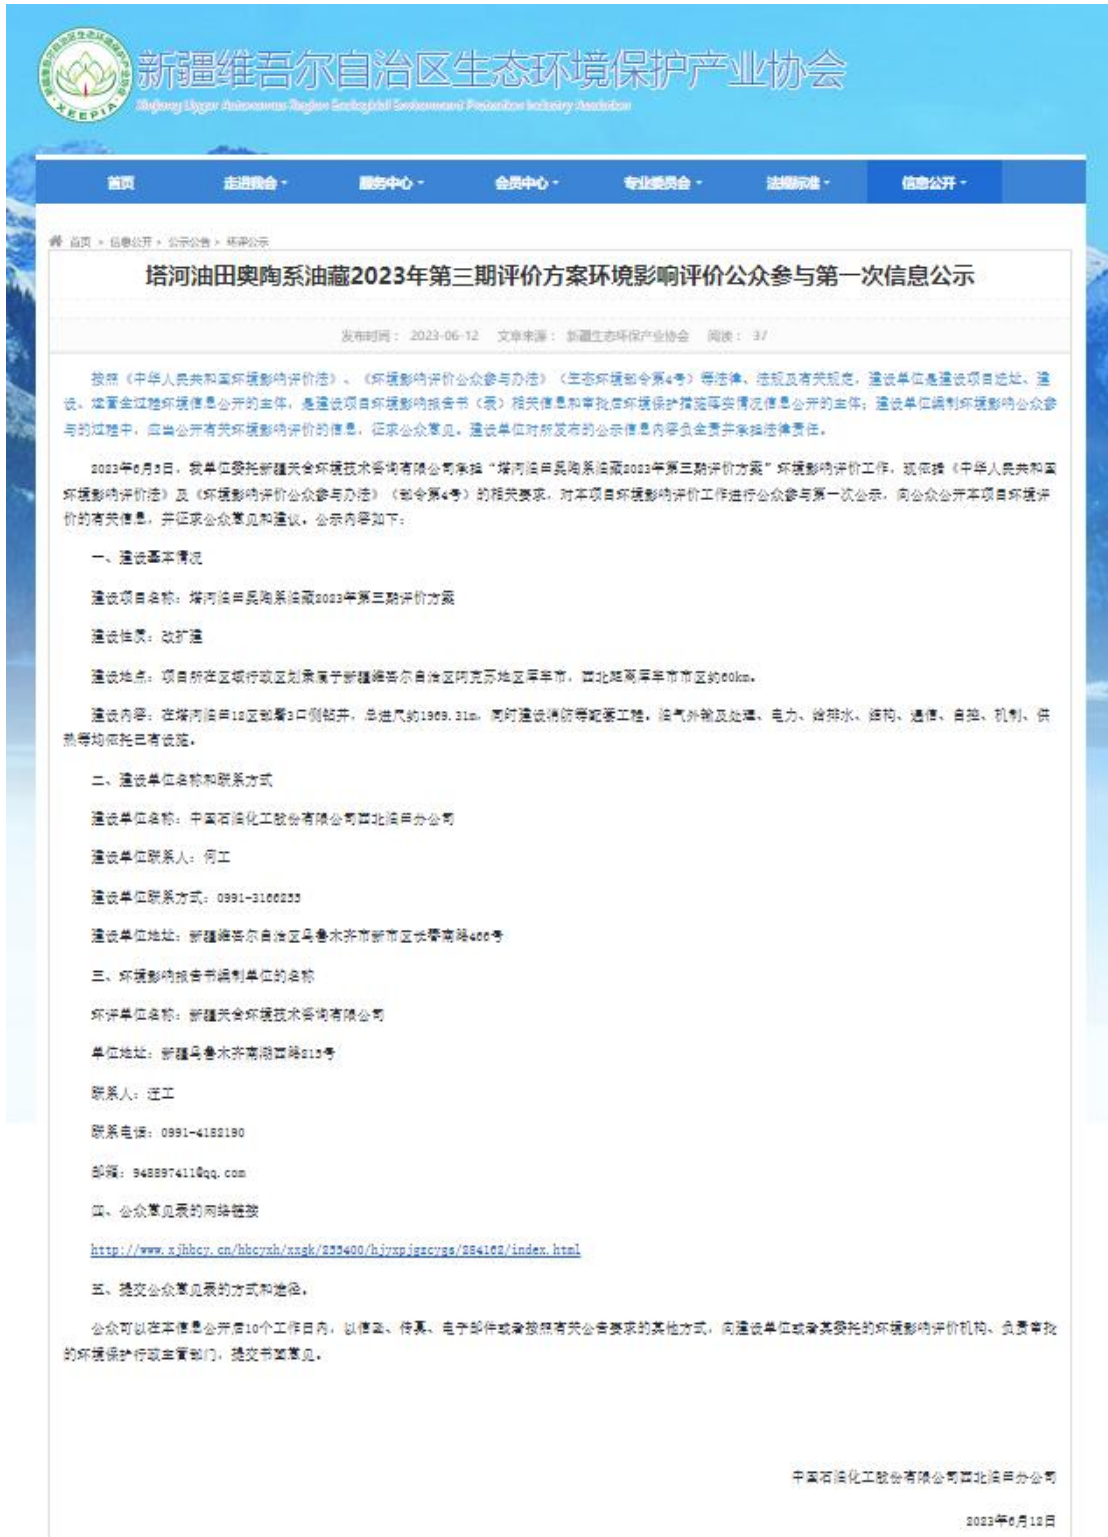 新疆维吾尔自治区生态环境保护产业协会
Xinjiang Uygur Autonomous Region Ecological Environment Protection Industry Association
XEEPIA
首页 走进我会 服务中心 会员中心 专业委员会 法规标准 信息公开
首页 > 信息公开 > 公示公告 > 环评公示
塔河油田奥陶系油藏2023年第三期评价方案环境影响评价公众参与第一次信息公示
发布时间： 2023-06-12 文章来源： 新疆生态环保产业协会 阅读： 37
按照《中华人民共和国环境影响评价法》、《环境影响评价公众参与办法》（生态环境部令第4号）等法律、法规及有关规定，建设单位是建设项目选址、建
设、运营全过程环境信息公开的主体，是建设项目环境影响报告书（表）相关信息和审批后环境保护措施落实情况信息公开的主体；建设单位编制环境影响公众参
与的过程中，应当公开有关环境影响评价的信息，征求公众意见。建设单位对所发布的公示信息内容负全责并承担法律责任。
2023年6月5日，我单位委托新疆天合环境技术咨询有限公司承担“塔河油田奥陶系油藏2023年第三期评价方案”环境影响评价工作，现依据《中华人民共和国
环境影响评价法》及《环境影响评价公众参与办法》（部令第4号）的相关要求，对本项目环境影响评价工作进行公众参与第一次公示，向公众公开本项目环境评
价的有关信息，并征求公众意见和建议。公示内容如下：
一、建设基本情况
建设项目名称：塔河油田奥陶系油藏2023年第三期评价方案
建设性质：改扩建
建设地点：项目所在区域行政区划隶属于新疆维吾尔自治区阿克苏地区库车市，西北距离库车市市区约60km。
建设内容：在塔河油田12区部署3口侧钻井，总进尺约1969.31m，同时建设消防等配套工程。油气外输及处理、电力、给排水、结构、通信、自控、机制、供
热等均依托已有设施。
二、建设单位名称和联系方式
建设单位名称：中国石油化工股份有限公司西北油田分公司
建设单位联系人：何工
建设单位联系方式：0991-3166255
建设单位地址：新疆维吾尔自治区乌鲁木齐市新市区长春南路466号
三、环境影响报告书编制单位的名称
环评单位名称：新疆天合环境技术咨询有限公司
单位地址：新疆乌鲁木齐南湖西路215号
联系人：汪工
联系电话：0991-4182190
邮箱：948897411@qq.com
四、公众意见表的网络链接
http://www.xjhbcy.cn/hbcyxh/xxgk/255400/hjyxpjgzcygs/284162/index.html
五、提交公众意见表的方式和途径。
公众可以在本信息公开后10个工作日内，以信函、传真、电子邮件或者按照有关公告要求的其他方式，向建设单位或者其委托的环境影响评价机构、负责审批
的环境保护行政主管部门，提交书面意见。
中国石油化工股份有限公司西北油田分公司
2023年6月12日